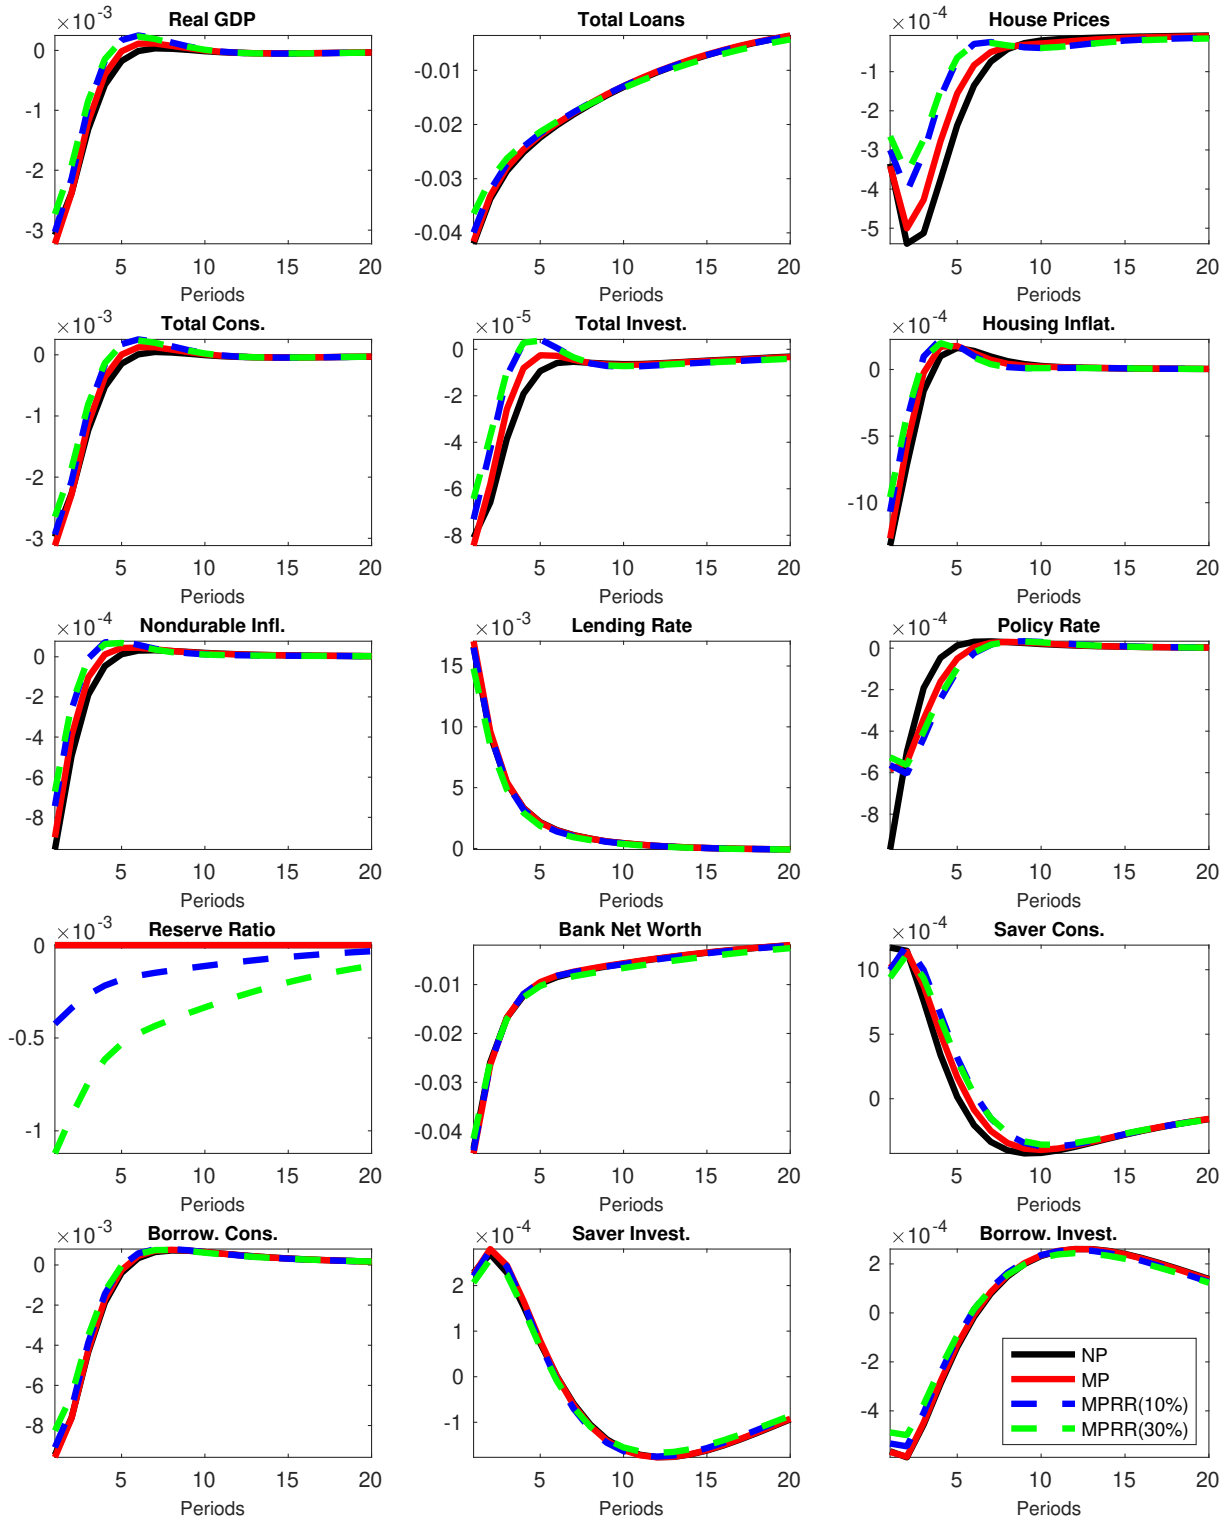 Real GDP
×10-3
0
-1
-2
-3
5 10 15 20
Periods
Total Loans
-0.01
-0.02
-0.03
-0.04
5 10 15 20
Periods
House Prices
×10-4
-1
-2
-3
-4
-5
5 10 15 20
Periods
Total Cons.
×10-3
0
-1
-2
-3
5 10 15 20
Periods
Total Invest.
×10-5
0
-2
-4
-6
-8
5 10 15 20
Periods
Housing Inflat.
×10-4
0
-5
-10
5 10 15 20
Periods
Nondurable Infl.
×10-4
0
-2
-4
-6
-8
5 10 15 20
Periods
Lending Rate
×10-3
15
10
5
0
5 10 15 20
Periods
Policy Rate
×10-4
0
-2
-4
-6
-8
5 10 15 20
Periods
Reserve Ratio
×10-3
0
-0.5
-1
5 10 15 20
Periods
Bank Net Worth
-0.01
-0.02
-0.03
-0.04
5 10 15 20
Periods
Saver Cons.
×10-4
10
5
0
5 10 15 20
Periods
Borrow. Cons.
×10-3
0
-2
-4
-6
-8
5 10 15 20
Periods
Saver Invest.
×10-4
2
1
0
-1
5 10 15 20
Periods
Borrow. Invest.
×10-4
2
0
-2
-4
NP
MP
MPRR(10%)
MPRR(30%)
5 10 15 20
Periods